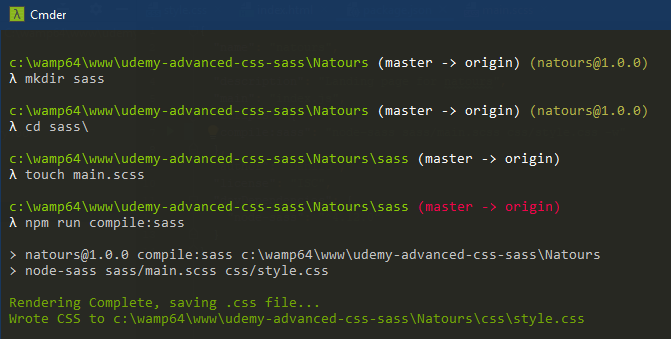 λ Cmder
c:\wamp64\www\udemy-advanced-css-sass\Natours (master -> origin) (natours@1.0.0)
λ mkdir sass
c:\wamp64\www\udemy-advanced-css-sass\Natours (master -> origin) (natours@1.0.0)
λ cd sass\
c:\wamp64\www\udemy-advanced-css-sass\Natours\sass (master -> origin)
λ touch main.scss
c:\wamp64\www\udemy-advanced-css-sass\Natours\sass (master -> origin)
λ npm run compile:sass
> natours@1.0.0 compile:sass c:\wamp64\www\udemy-advanced-css-sass\Natours
> node-sass sass/main.scss css/style.css
Rendering Complete, saving .css file...
Wrote CSS to c:\wamp64\www\udemy-advanced-css-sass\Natours\css\style.css